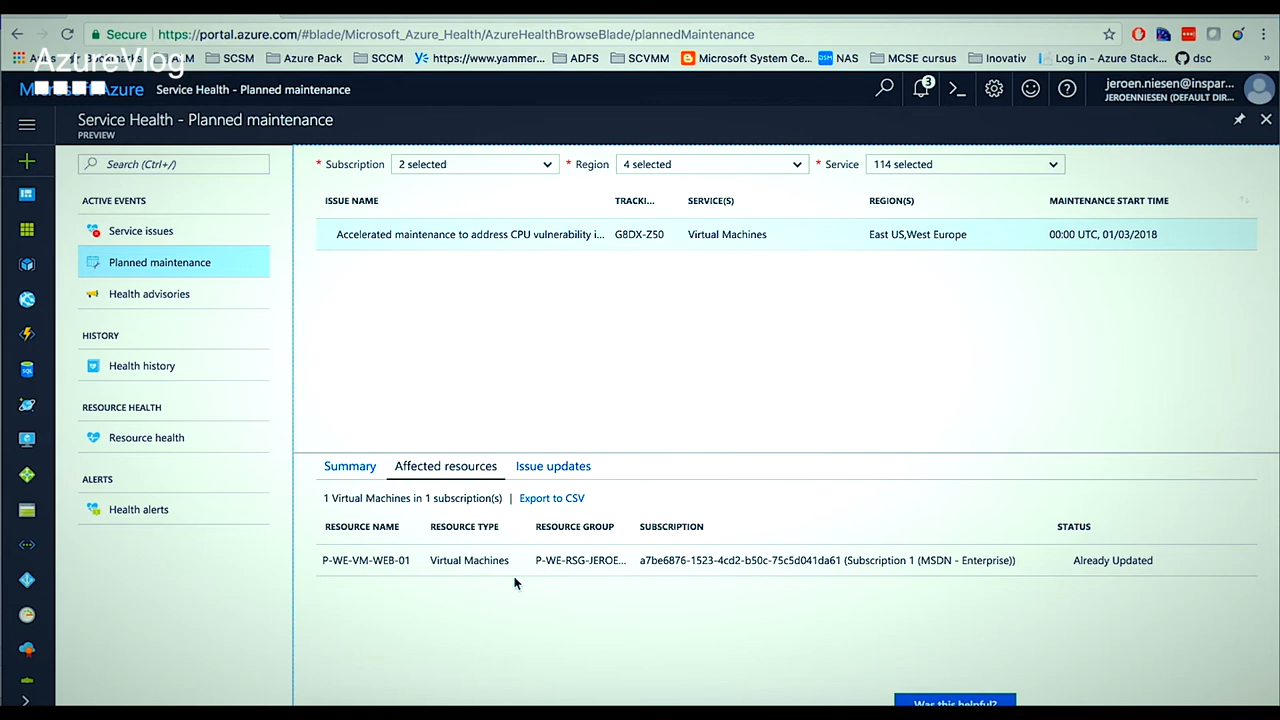 Secure https://portal.azure.com/#blade/Microsoft_Azure_Health/AzureHealthBrowseBlade/plannedMaintenance
AzureVlog
SCSM Azure Pack SCCM https://www.yammer... ADFS SCVMM Microsoft System Ce... NAS MCSE cursus Inovativ Log in - Azure Stack... dsc »
Microsoft Azure Service Health - Planned maintenance 3 jeroen.niesen@inspar...
JEROENNIESEN (DEFAULT DIR...
Service Health - Planned maintenance
PREVIEW
Search (Ctrl+/)
* Subscription 2 selected * Region 4 selected * Service 114 selected
ACTIVE EVENTS
Service issues
Planned maintenance
Health advisories
HISTORY
Health history
RESOURCE HEALTH
Resource health
ALERTS
Health alerts
ISSUE NAME TRACKI... SERVICE(S) REGION(S) MAINTENANCE START TIME
Accelerated maintenance to address CPU vulnerability i... G8DX-Z50 Virtual Machines East US,West Europe 00:00 UTC, 01/03/2018
Summary Affected resources Issue updates
1 Virtual Machines in 1 subscription(s) | Export to CSV
RESOURCE NAME RESOURCE TYPE RESOURCE GROUP SUBSCRIPTION STATUS
P-WE-VM-WEB-01 Virtual Machines P-WE-RSG-JEROE... a7be6876-1523-4cd2-b50c-75c5d041da61 (Subscription 1 (MSDN - Enterprise)) Already Updated
Was this helpful?